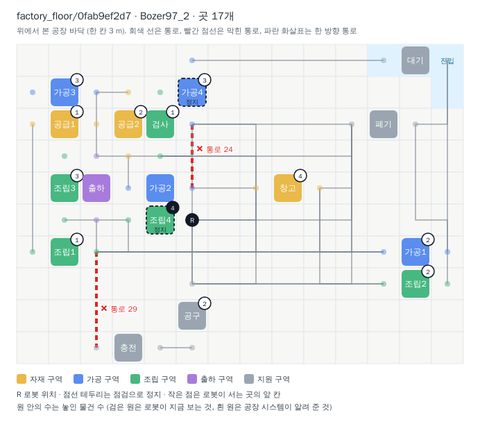 factory_floor/0fab9ef2d7 · Bozer97_2 · 곳 17개
위에서 본 공장 바닥 (한 칸 3 m). 회색 선은 통로, 빨간 점선은 막힌 통로, 파란 화살표는 한 방향 통로
대기
진입
3
가공3
3
가공4
정지
1
공급1
2
공급2
1
검사
폐기
통로 24
3
조립3
출하
가공2
4
창고
4
조립4
정지
R
1
조립1
2
가공1
2
조립2
통로 29
2
공구
충전
자재 구역
가공 구역
조립 구역
출하 구역
지원 구역
R 로봇 위치 · 점선 테두리는 점검으로 정지 · 작은 점은 로봇이 서는 곳의 앞 칸
원 안의 수는 놓인 물건 수 (검은 원은 로봇이 지금 보는 것, 흰 원은 공장 시스템이 알려 준 것)